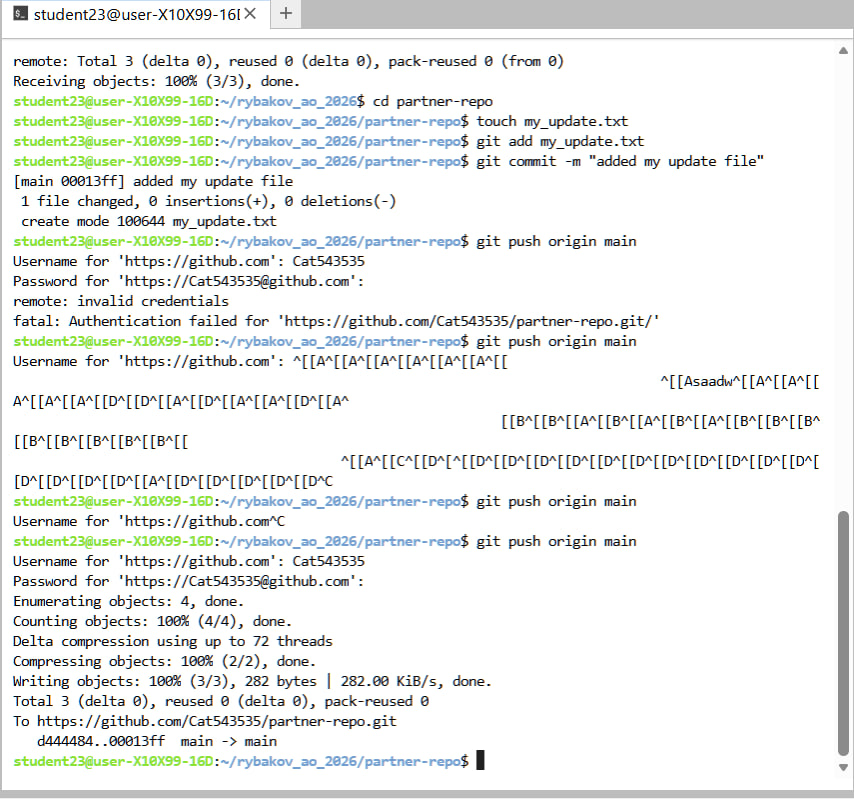 student23@user-X10X99-16D
remote: Total 3 (delta 0), reused 0 (delta 0), pack-reused 0 (from 0)
Receiving objects: 100% (3/3), done.
student23@user-X10X99-16D:~/rybakov_ao_2026$ cd partner-repo
student23@user-X10X99-16D:~/rybakov_ao_2026/partner-repo$ touch my_update.txt
student23@user-X10X99-16D:~/rybakov_ao_2026/partner-repo$ git add my_update.txt
student23@user-X10X99-16D:~/rybakov_ao_2026/partner-repo$ git commit -m "added my update file"
[main 00013ff] added my update file
 1 file changed, 0 insertions(+), 0 deletions(-)
 create mode 100644 my_update.txt
student23@user-X10X99-16D:~/rybakov_ao_2026/partner-repo$ git push origin main
Username for 'https://github.com': Cat543535
Password for 'https://Cat543535@github.com':
remote: invalid credentials
fatal: Authentication failed for 'https://github.com/Cat543535/partner-repo.git/'
student23@user-X10X99-16D:~/rybakov_ao_2026/partner-repo$ git push origin main
Username for 'https://github.com': ^[[A^[[A^[[A^[[A^[[A^[[A^[[
^[[Asaadw^[[A^[[A^[[
A^[[A^[[A^[[D^[[D^[[A^[[D^[[A^[[A^[[D^[[A^
[[B^[[B^[[A^[[B^[[A^[[B^[[A^[[B^[[B^[[B^
[[B^[[B^[[B^[[B^[[B^[[
^[[A^[[C^[[D^[^[[D^[[D^[[D^[[D^[[D^[[D^[[D^[[D^[[D^[[D^[[D^[
[D^[[D^[[D^[[D^[[A^[[D^[[D^[[D^[[D^[[D^C
student23@user-X10X99-16D:~/rybakov_ao_2026/partner-repo$ git push origin main
Username for 'https://github.com^C
student23@user-X10X99-16D:~/rybakov_ao_2026/partner-repo$ git push origin main
Username for 'https://github.com': Cat543535
Password for 'https://Cat543535@github.com':
Enumerating objects: 4, done.
Counting objects: 100% (4/4), done.
Delta compression using up to 72 threads
Compressing objects: 100% (2/2), done.
Writing objects: 100% (3/3), 282 bytes | 282.00 KiB/s, done.
Total 3 (delta 0), reused 0 (delta 0), pack-reused 0
To https://github.com/Cat543535/partner-repo.git
   d444484..00013ff  main -> main
student23@user-X10X99-16D:~/rybakov_ao_2026/partner-repo$